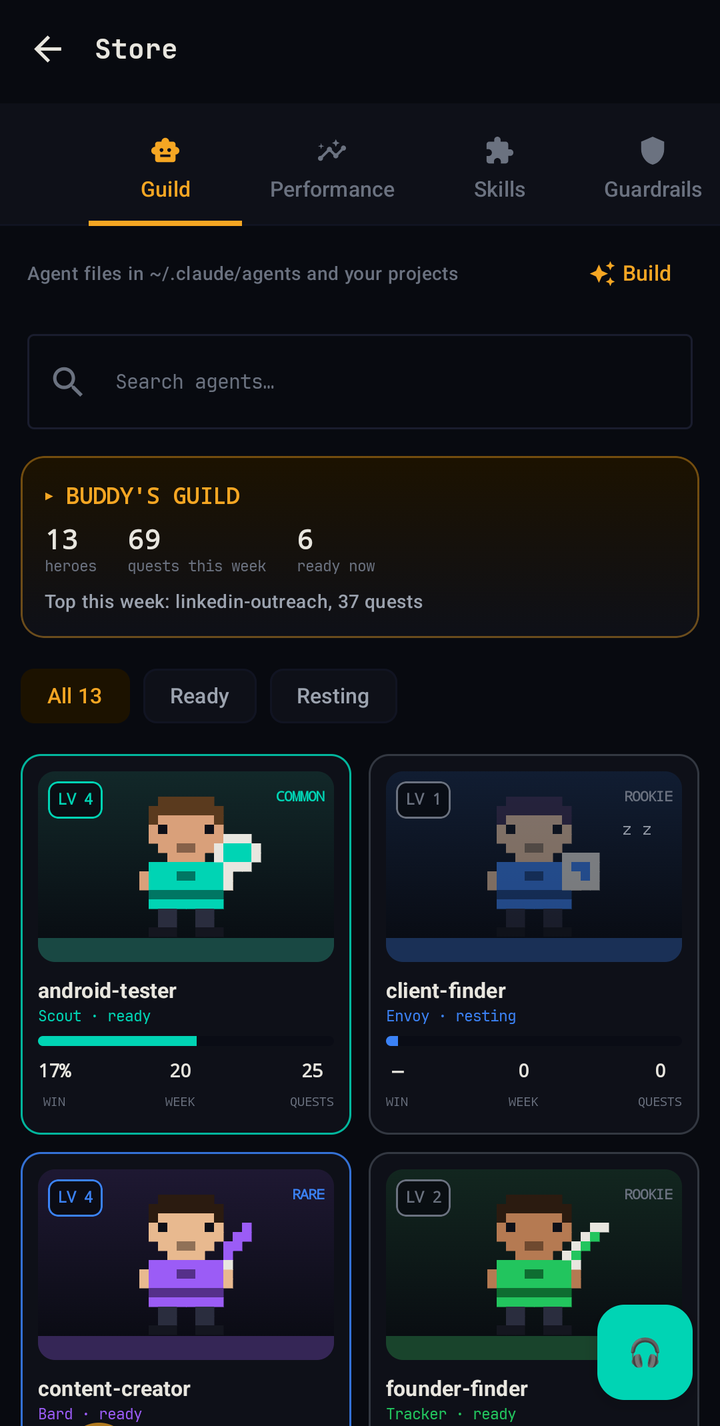 Store
Guild
Performance
Skills
Guardrails
Agent files in ~/.claude/agents and your projects
Build
Search agents…
▸ BUDDY'S GUILD
13
69
6
heroes
quests this week
ready now
Top this week: linkedin-outreach, 37 quests
All 13
Ready
Resting
LV 4
COMMON
android-tester
Scout · ready
17%
20
25
WIN
WEEK
QUESTS
LV 1
ROOKIE
z z
client-finder
Envoy · resting
—
0
0
WIN
WEEK
QUESTS
LV 4
RARE
content-creator
Bard · ready
LV 2
ROOKIE
founder-finder
Tracker · ready